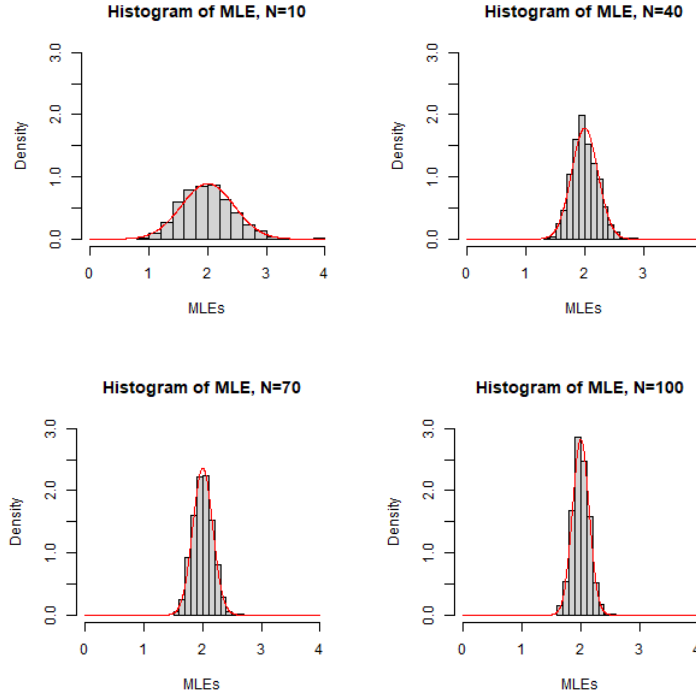 Histogram of MLE, N=10
Density
0.0 1.0 2.0 3.0
0 1 2 3 4
MLEs
Histogram of MLE, N=40
Density
0.0 1.0 2.0 3.0
0 1 2 3
MLEs
Histogram of MLE, N=70
Density
0.0 1.0 2.0 3.0
0 1 2 3 4
MLEs
Histogram of MLE, N=100
Density
0.0 1.0 2.0 3.0
0 1 2 3 4
MLEs